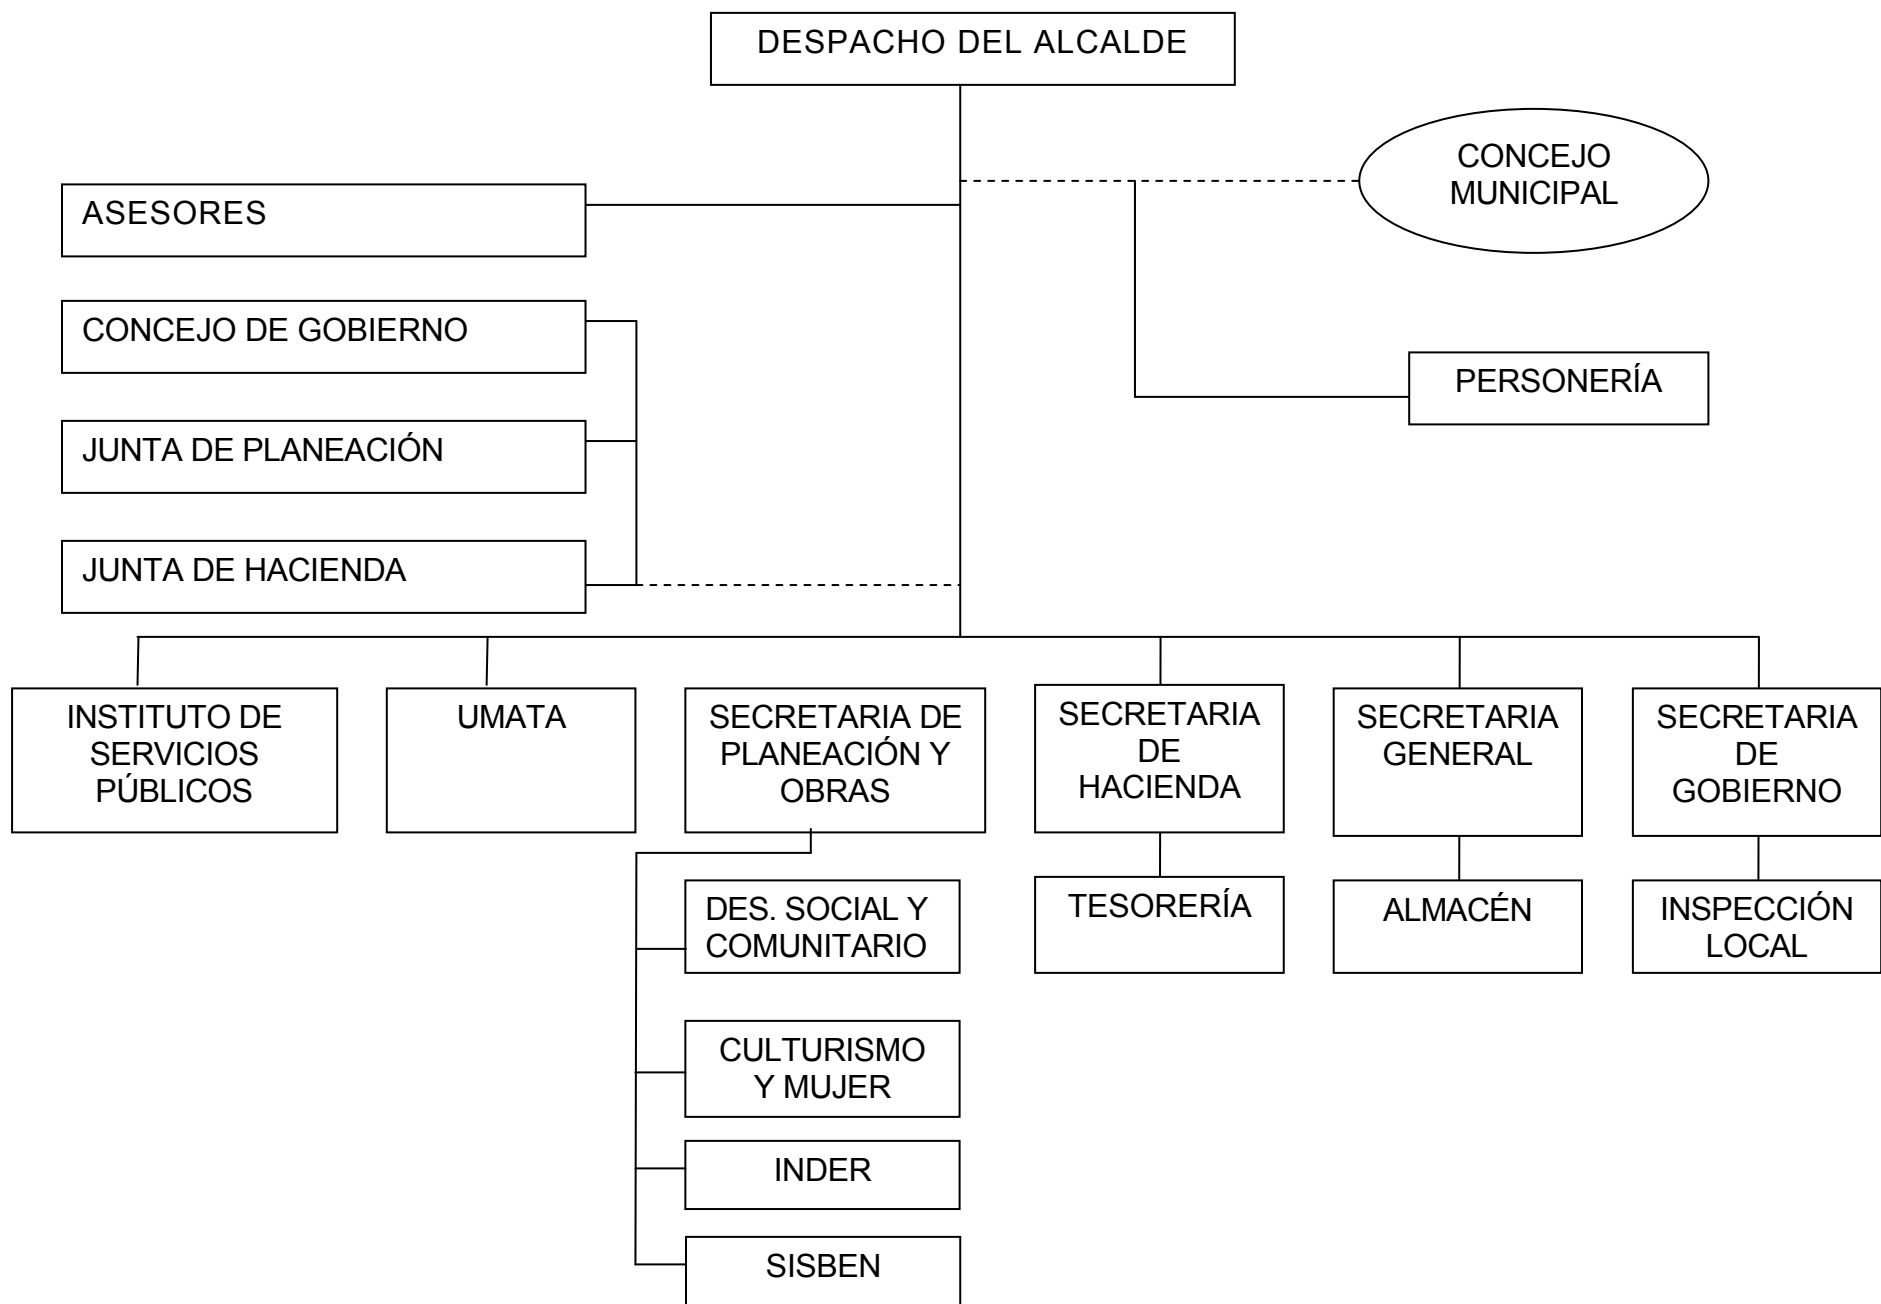 DESPACHO DEL ALCALDE
CONCEJO
MUNICIPAL
ASESORES
CONCEJO DE GOBIERNO
PERSONERÍA
JUNTA DE PLANEACIÓN
JUNTA DE HACIENDA
INSTITUTO DE
SERVICIOS
PÚBLICOS
UMATA
SECRETARIA DE
PLANEACIÓN Y
OBRAS
SECRETARIA
DE
HACIENDA
SECRETARIA
GENERAL
SECRETARIA
DE
GOBIERNO
DES. SOCIAL Y
COMUNITARIO
TESORERÍA
ALMACÉN
INSPECCIÓN
LOCAL
CULTURISMO
Y MUJER
INDER
SISBEN